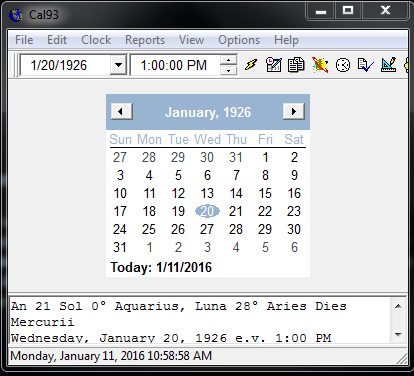 Cal93
File Edit Clock Reports View Options Help
1/20/1926 1:00:00 PM
January, 1926
Sun Mon Tue Wed Thu Fri Sat
27 28 29 30 31 1 2
3 4 5 6 7 8 9
10 11 12 13 14 15 16
17 18 19 20 21 22 23
24 25 26 27 28 29 30
31 1 2 3 4 5 6
Today: 1/11/2016
An 21 Sol 0° Aquarius, Luna 28° Aries Dies
Mercurii
Wednesday, January 20, 1926 e.v. 1:00 PM
Monday, January 11, 2016 10:58:58 AM